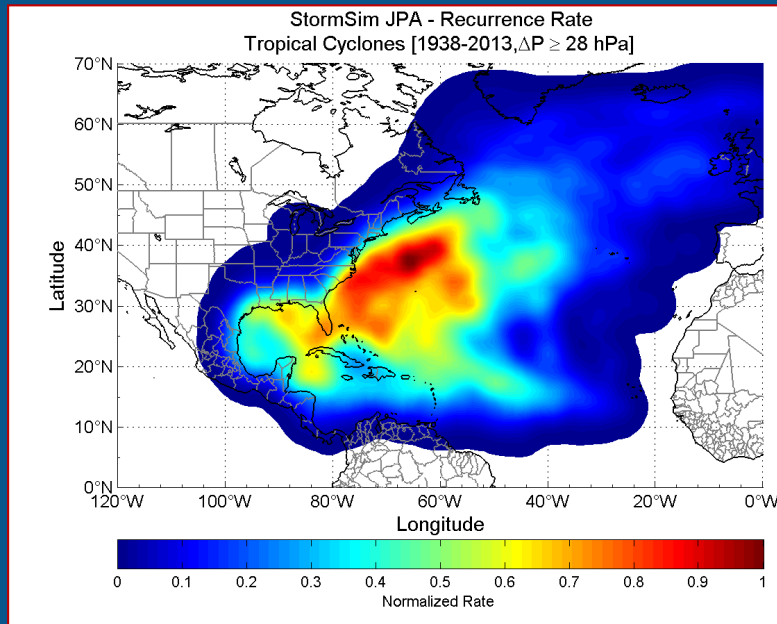 StormSim JPA - Recurrence Rate
Tropical Cyclones [1938-2013,ΔP ≥ 28 hPa]
70°N
60°N
50°N
40°N
30°N
20°N
10°N
0°N
Latitude
120°W 100°W 80°W 60°W 40°W 20°W 0°W
Longitude
0 0.1 0.2 0.3 0.4 0.5 0.6 0.7 0.8 0.9 1
Normalized Rate